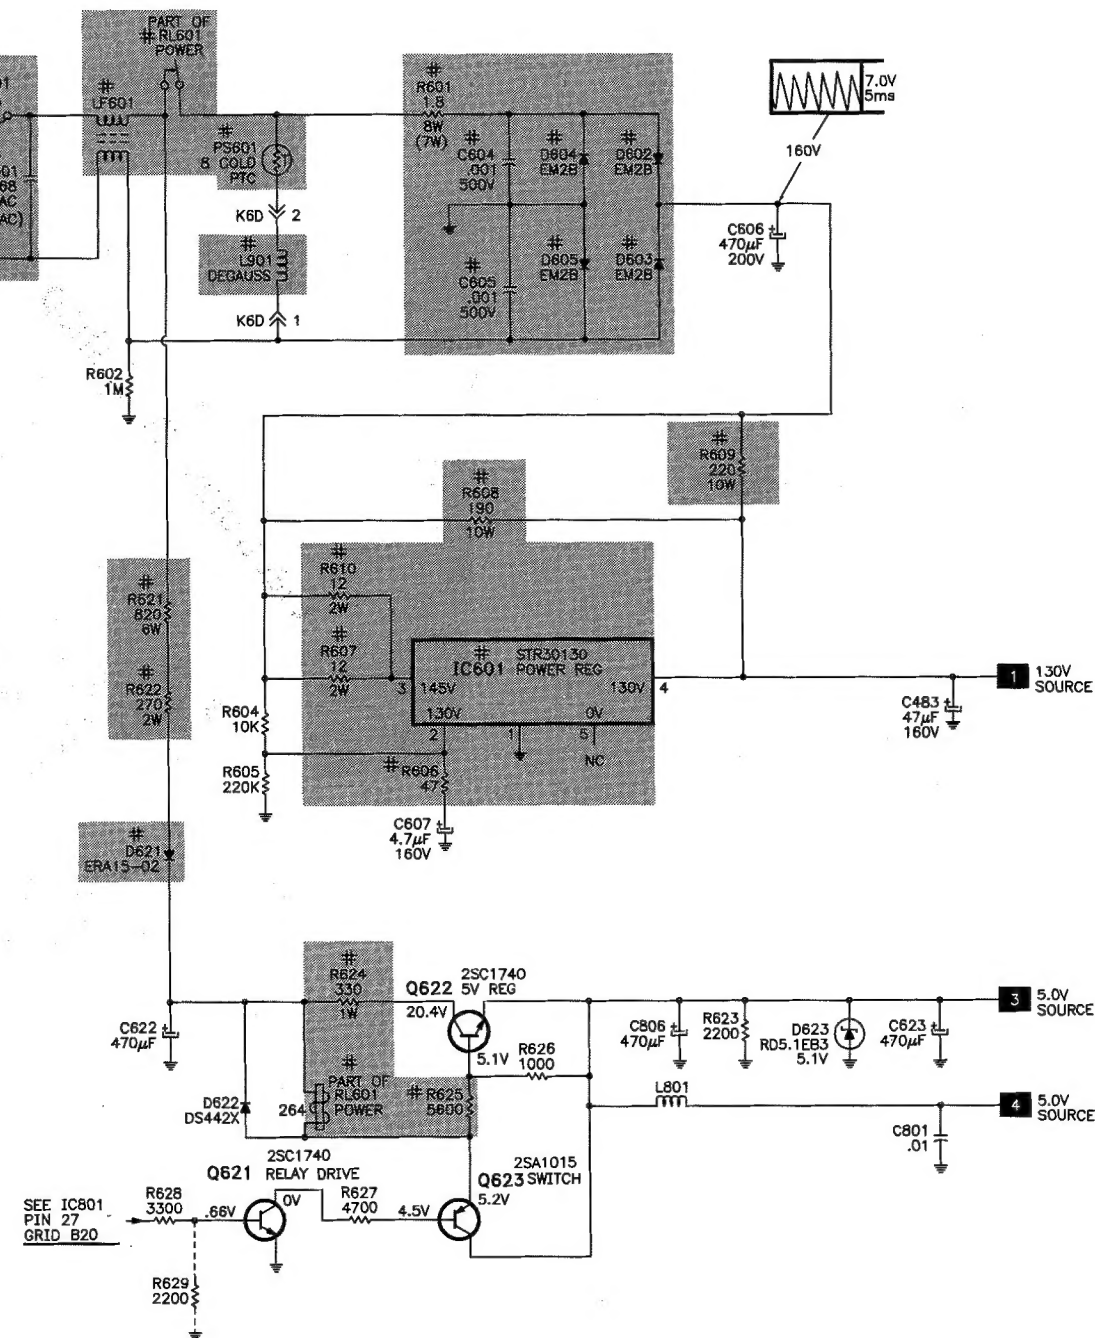 PART OF
# RL601
POWER
#
LF601
01
68
AC
AC)
#
PS601
8 COLD
PTC
K6D 2
#
L901
DEGAUSS
K6D 1
R602
1M
#
R601
1.8
8W
(7W)
#
C604
.001
500V
#
D604
EM2B
#
D602
EM2B
#
C605
.001
500V
#
D605
EM2B
#
D603
EM2B
7.0V
5ms
160V
C606 +
470µF
200V
#
R609
220
10W
#
R608
190
10W
#
R610
12
2W
#
R607
12
2W
# STR30130
IC601 POWER REG
3 145V 130V 4
130V 0V
2 1 5
NC
R604
10K
R605
220K
# R606
47
C607 +
4.7µF
160V
1 130V
SOURCE
C483 +
47µF
160V
#
R621
820
6W
#
R622
270
2W
#
D621
ERA15-02
C622 +
470µF
#
R624
330
1W
2SC1740
Q622 5V REG
20.4V
5.1V
R626
1000
#
PART OF
RL601
POWER
264
D622
DS442X
# R625
5600
C806 +
470µF
R623
2200
D623
RD5.1EB3
5.1V
C623 +
470µF
3 5.0V
SOURCE
L801
4 5.0V
SOURCE
C801
.01
2SC1740
Q621 RELAY DRIVE
0V
2SA1015
Q623 SWITCH
5.2V
SEE IC801
PIN 27
GRID B20
R628
3300
.66V
R627
4700
4.5V
R629
2200